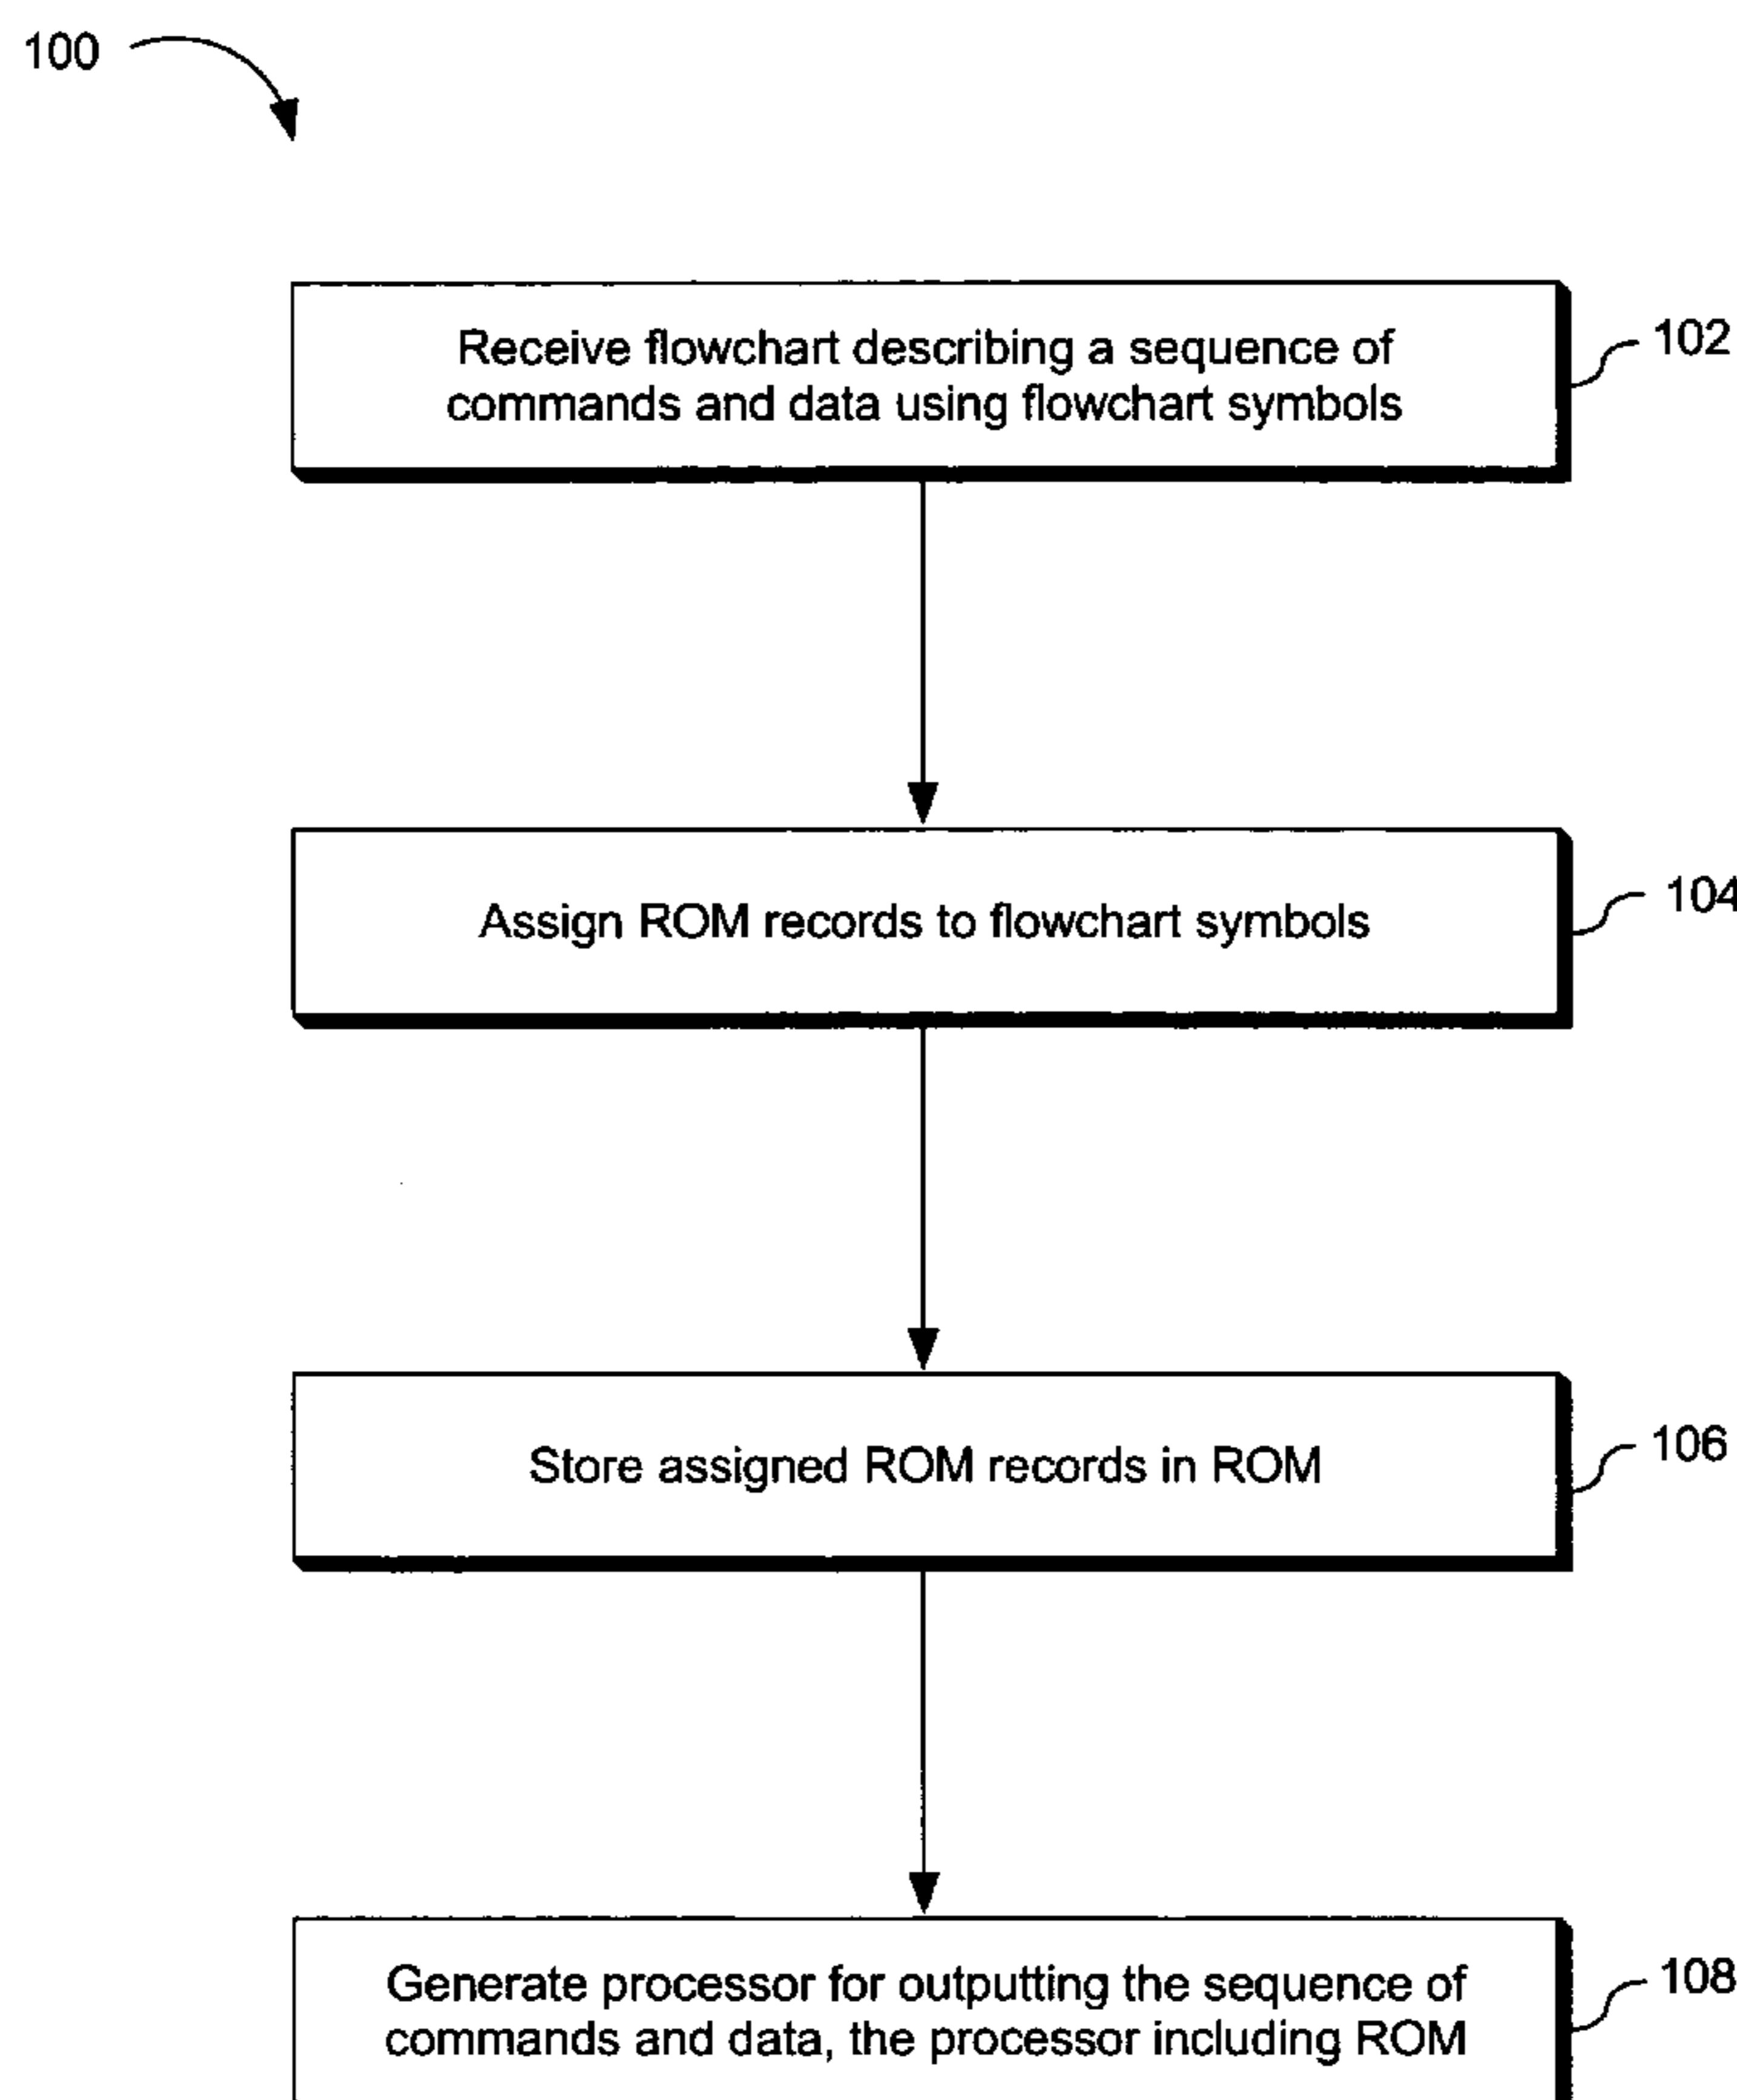 100
Receive flowchart describing a sequence of
commands and data using flowchart symbols
102
Assign ROM records to flowchart symbols
104
Store assigned ROM records in ROM
106
Generate processor for outputting the sequence of
commands and data, the processor including ROM
108